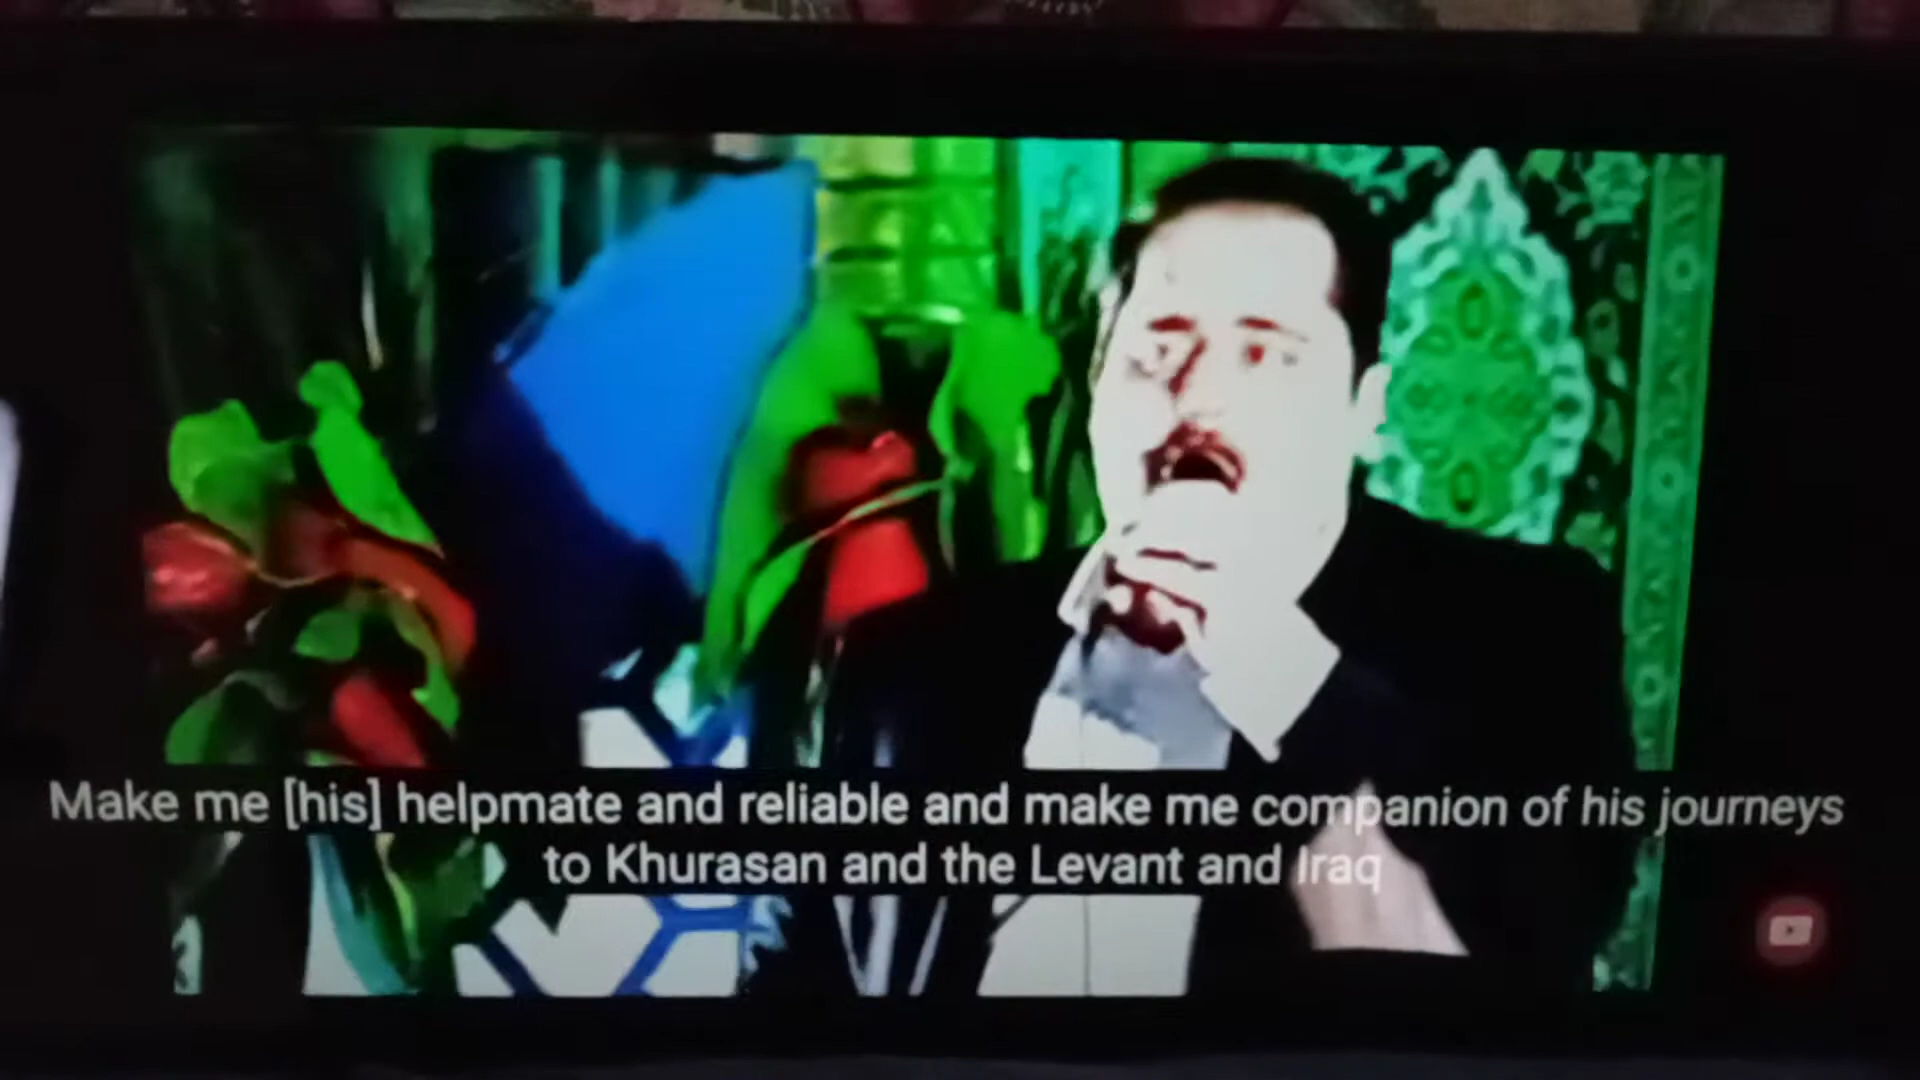 Make me [his] helpmate and reliable and make me companion of his journeys
to Khurasan and the Levant and Iraq